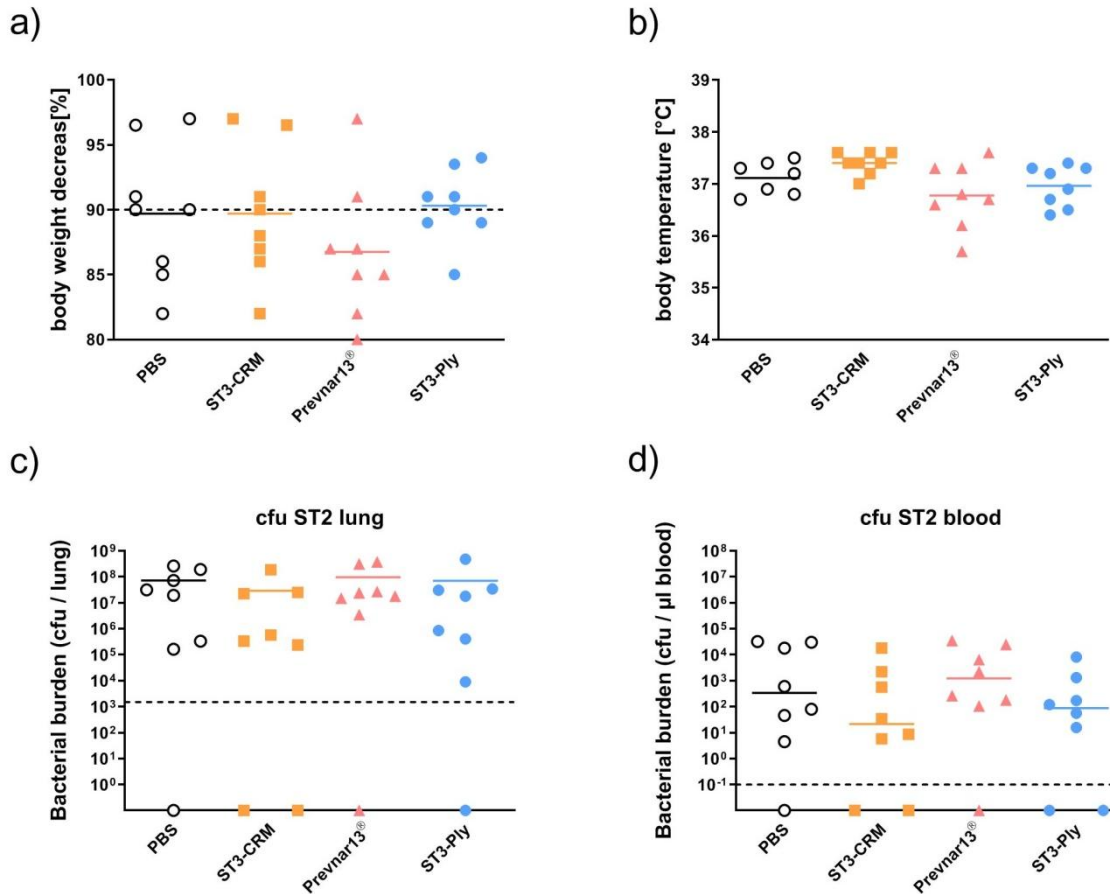 a)
body weight decreas[%]
100
95
90
85
80
PBS
ST3-CRM
Prevnar13®
ST3-Ply
b)
body temperature [°C]
39
38
37
36
35
34
PBS
ST3-CRM
Prevnar13®
ST3-Ply
c)
cfu ST2 lung
Bacterial burden (cfu / lung)
10⁹
10⁸
10⁷
10⁶
10⁵
10⁴
10³
10²
10¹
10⁰
PBS
ST3-CRM
Prevnar13®
ST3-Ply
d)
cfu ST2 blood
Bacterial burden (cfu / µl blood)
10⁸
10⁷
10⁶
10⁵
10⁴
10³
10²
10¹
10⁰
10⁻¹
PBS
ST3-CRM
Prevnar13®
ST3-Ply